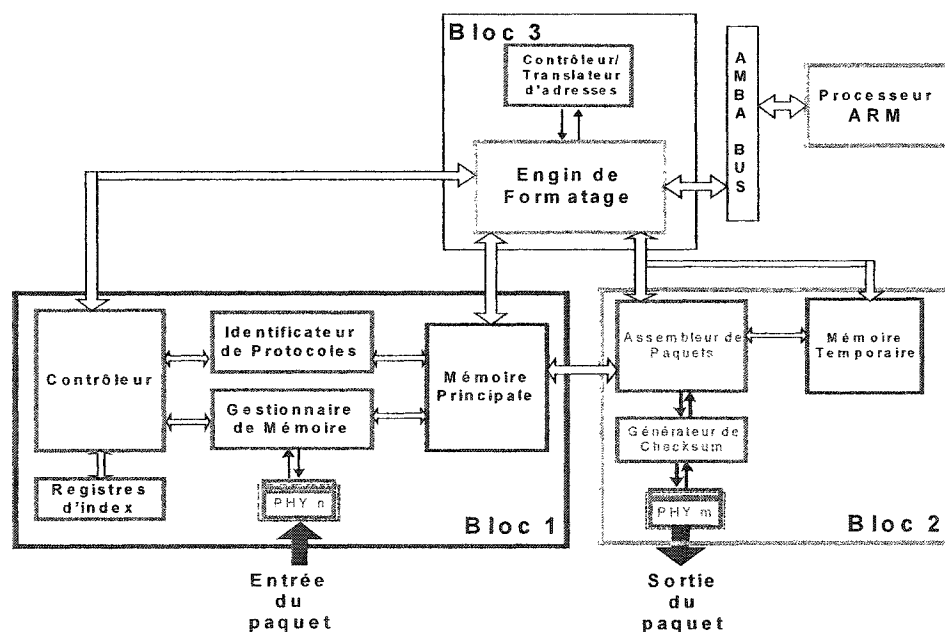 Bloc 3
Contrôleur/
Translateur
d'adresses
Engin de
Formatage
A
M
B
A
B
U
S
Processeur
ARM
Contrôleur
Identificateur
de Protocoles
Gestionnaire
de Mémoire
Mémoire
Principale
Registres
d'index
PHY n
Bloc 1
Assembleur de
Paquets
Mémoire
Temporaire
Générateur de
Checksum
PHY m
Bloc 2
Entrée
du
paquet
Sortie
du
paquet